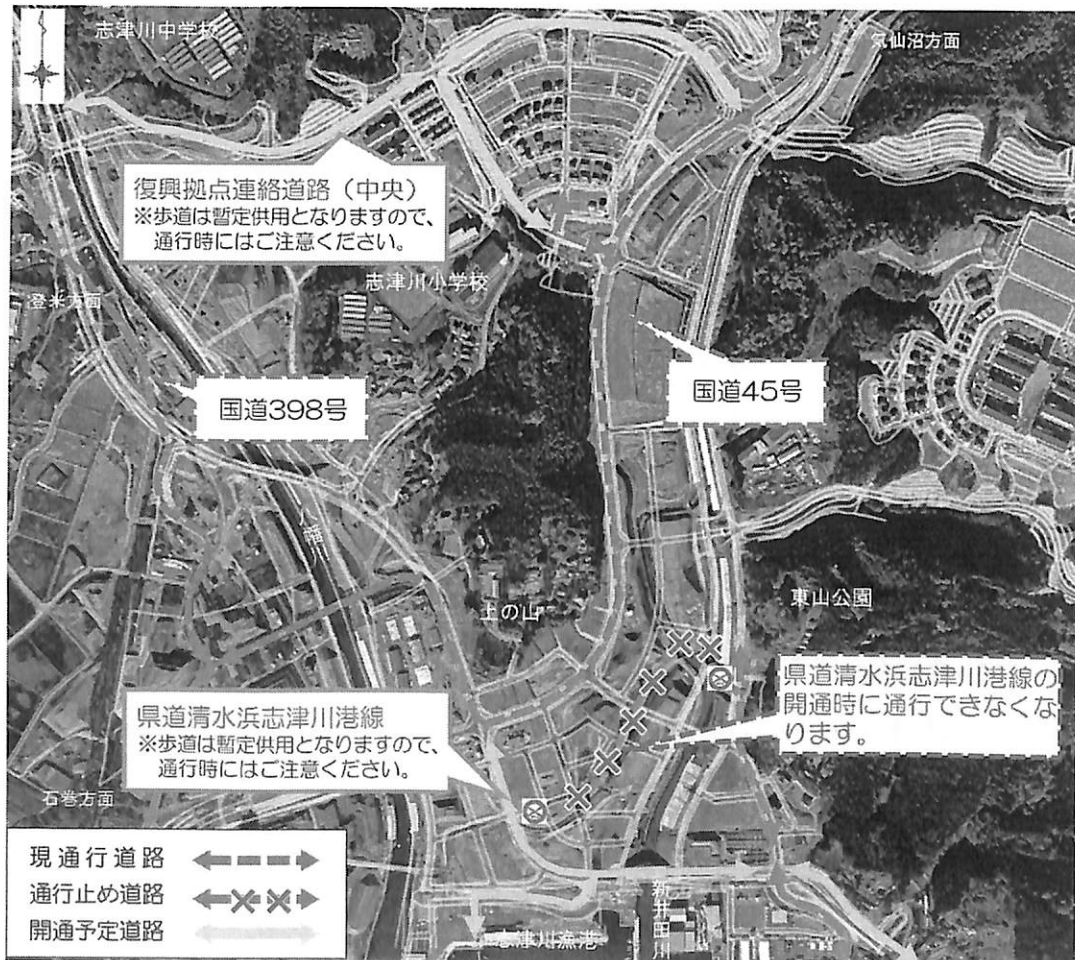 志津川中学校
気仙沼方面
復興拠点連絡道路（中央）
※歩道は暫定供用となりますので、
通行時にはご注意ください。
志津川小学校
登米方面
国道398号
国道45号
八幡川
上の山
東山公園
県道清水浜志津川港線の
開通時に通行できなくな
ります。
県道清水浜志津川港線
※歩道は暫定供用となりますので、
通行時にはご注意ください。
石巻方面
現通行道路
通行止め道路
開通予定道路
新井田川
志津川漁港